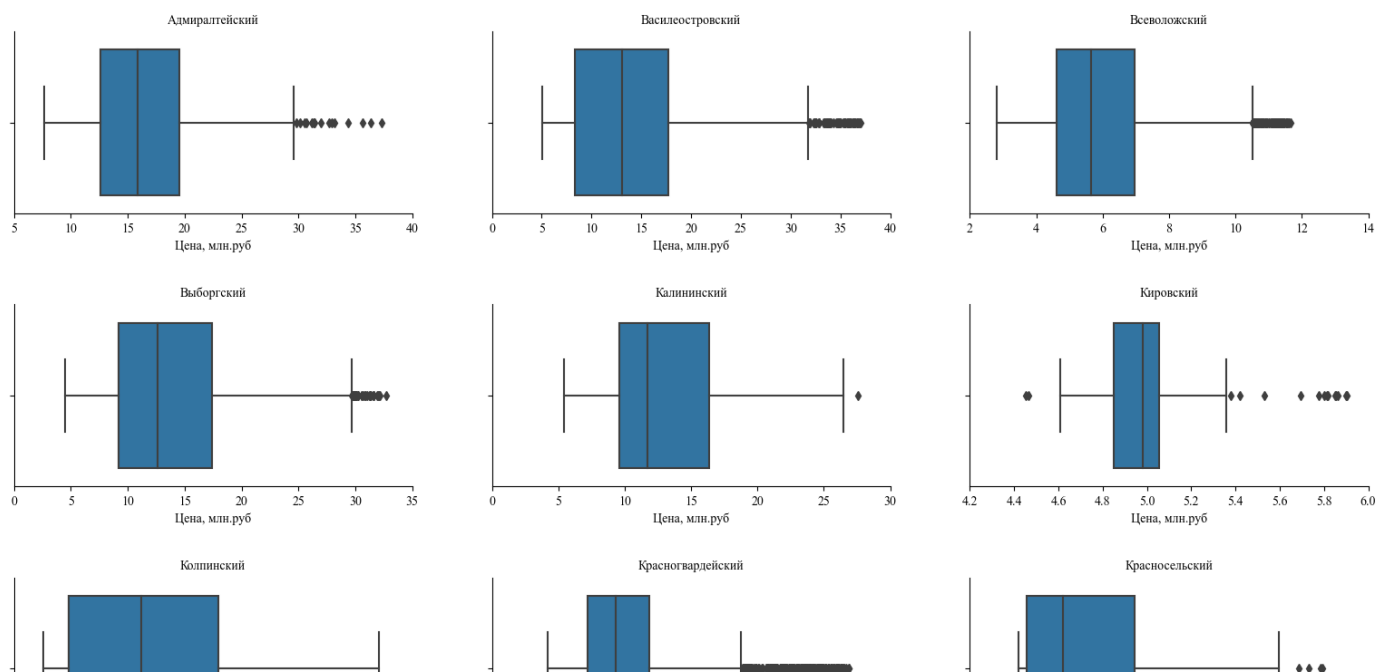 Адмиралтейский
5 10 15 20 25 30 35 40
Цена, млн.руб
Василеостровский
0 5 10 15 20 25 30 35 40
Цена, млн.руб
Всеволожский
2 4 6 8 10 12 14
Цена, млн.руб
Выборгский
0 5 10 15 20 25 30 35
Цена, млн.руб
Калининский
0 5 10 15 20 25 30
Цена, млн.руб
Кировский
4.2 4.4 4.6 4.8 5.0 5.2 5.4 5.6 5.8 6.0
Цена, млн.руб
Колпинский
Красногвардейский
Красносельский